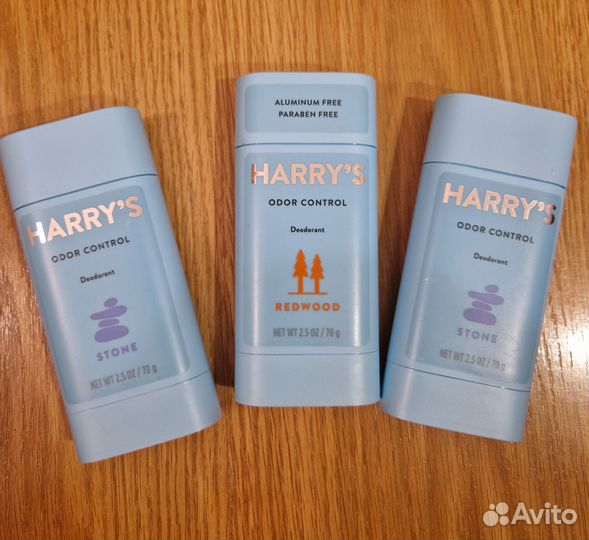 HARRY'S
ODOR CONTROL
Deodorant
STONE
NET WT 2.5 OZ / 70 g
ALUMINUM FREE
PARABEN FREE
HARRY'S
ODOR CONTROL
Deodorant
REDWOOD
NET WT 2.5 OZ / 70 g
HARRY'S
ODOR CONTROL
Deodorant
STONE
NET WT 2.5 OZ / 70 g
Avito